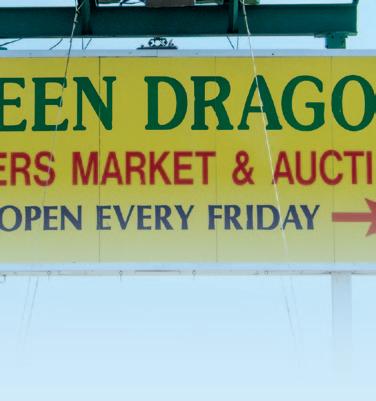 EEN DRAGO
ERS MARKET & AUCTI
OPEN EVERY FRIDAY